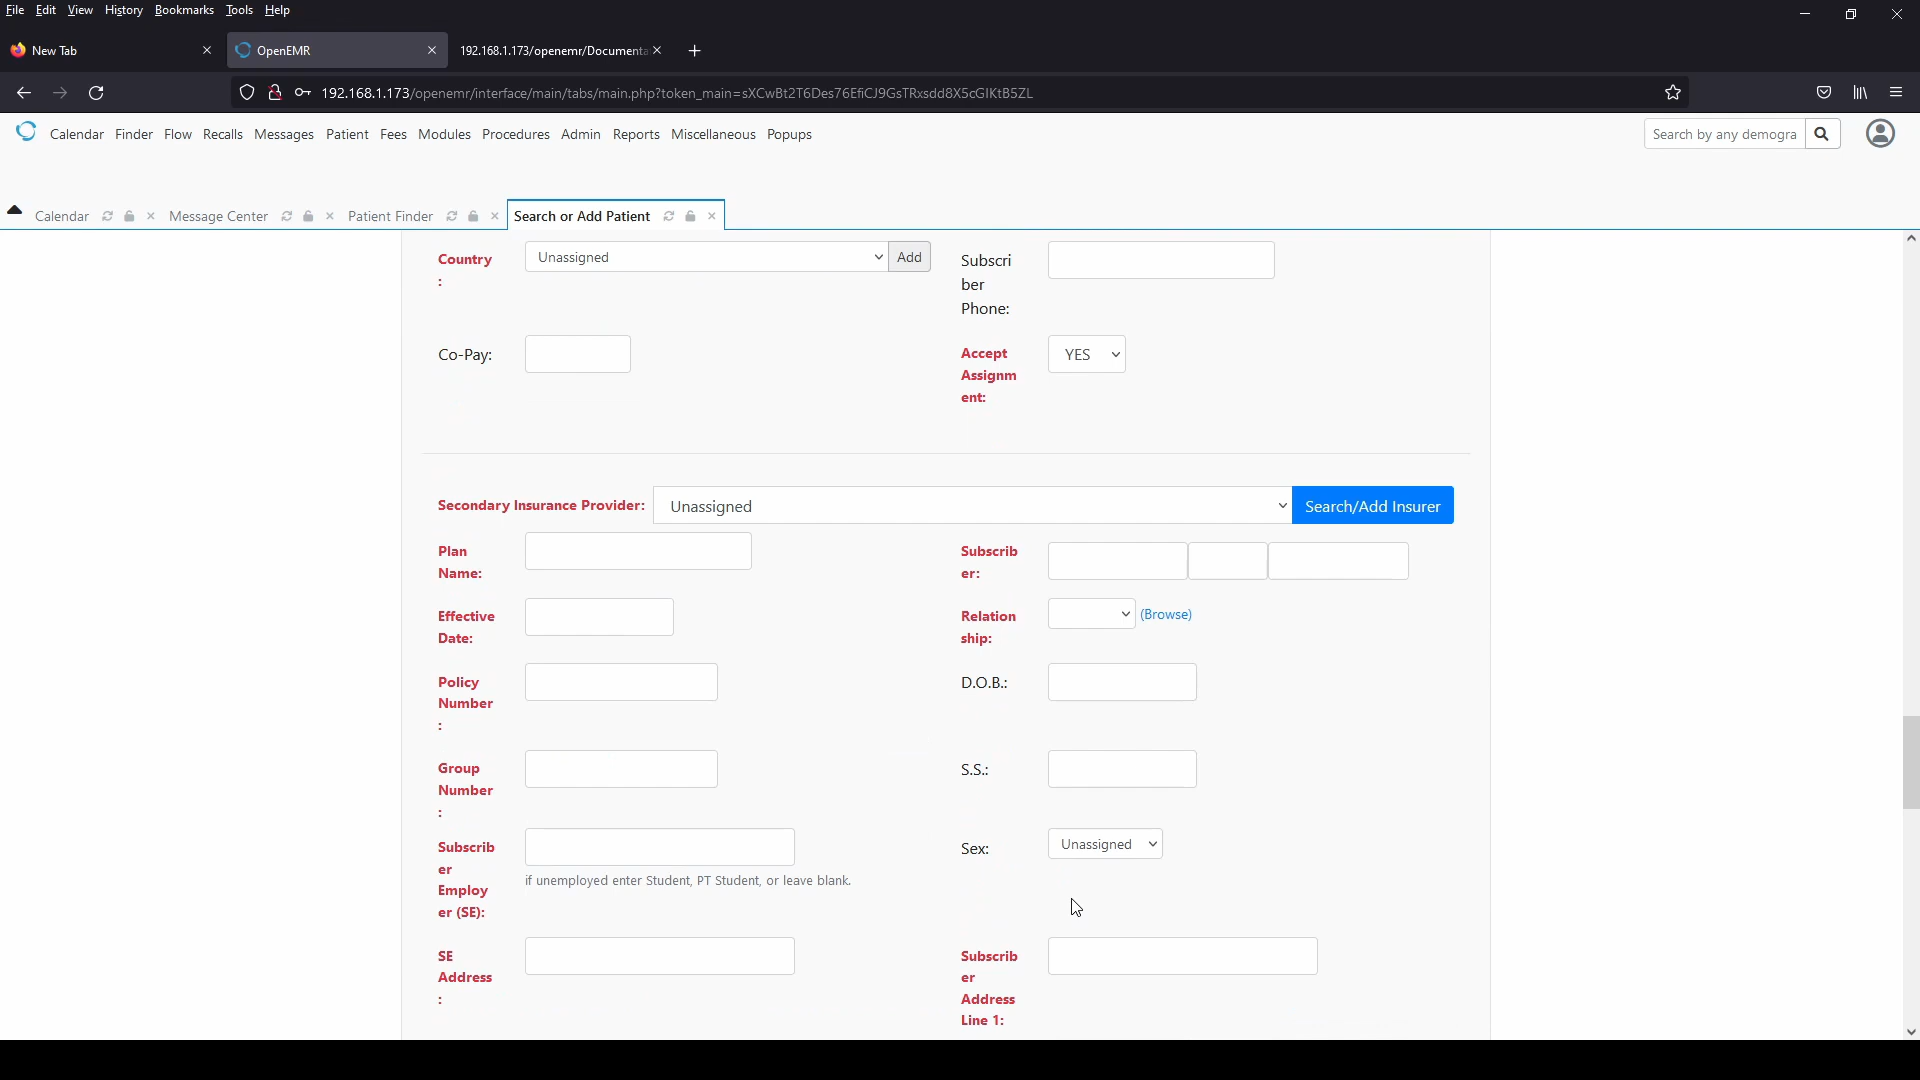 File Edit View History Bookmarks Tools Help
New Tab
OpenEMR
192.168.1.173/openemr/Documenta
192.168.1.173/openemr/interface/main/tabs/main.php?token_main=sXCwBt2T6Des76EfiCJ9GsTRxsdd8X5cGIKtB5ZL
Calendar Finder Flow Recalls Messages Patient Fees Modules Procedures Admin Reports Miscellaneous Popups
Search by any demogra
Calendar Message Center Patient Finder Search or Add Patient
Country
:
Unassigned
Add
Subscri
ber
Phone:
Co-Pay:
Accept
Assignm
ent:
YES
Secondary Insurance Provider:
Unassigned
Search/Add Insurer
Plan
Name:
Subscrib
er:
Effective
Date:
Relation
ship:
(Browse)
Policy
Number
:
D.O.B.:
Group
Number
:
S.S.:
Subscrib
er
Employ
er (SE):
if unemployed enter Student, PT Student, or leave blank.
Sex:
Unassigned
SE
Address
:
Subscrib
er
Address
Line 1: